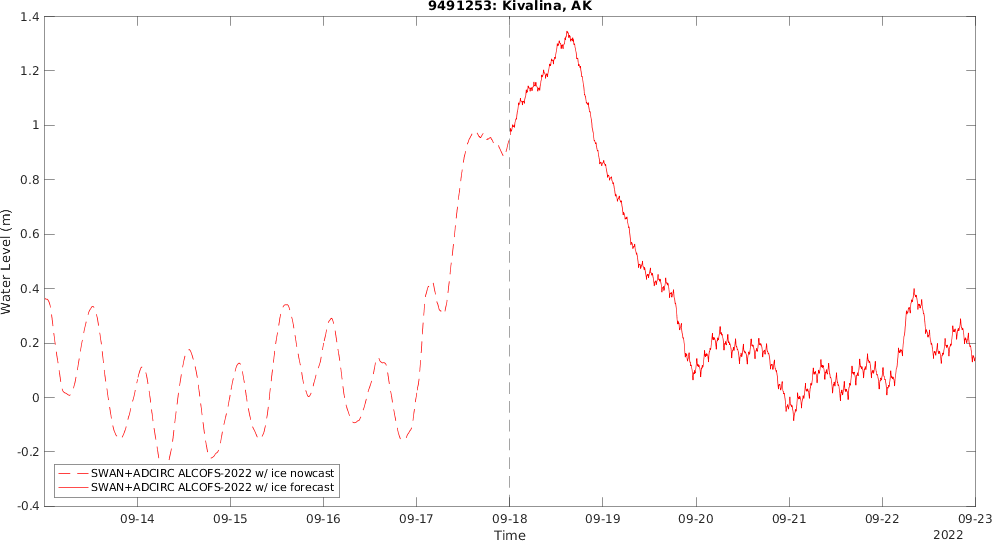 9491253: Kivalina, AK
1.4
1.2
1
0.8
0.6
0.4
0.2
0
-0.2
-0.4
Water Level (m)
SWAN+ADCIRC ALCOFS-2022 w/ ice nowcast
SWAN+ADCIRC ALCOFS-2022 w/ ice forecast
09-14 09-15 09-16 09-17 09-18 09-19 09-20 09-21 09-22 09-23
Time
2022